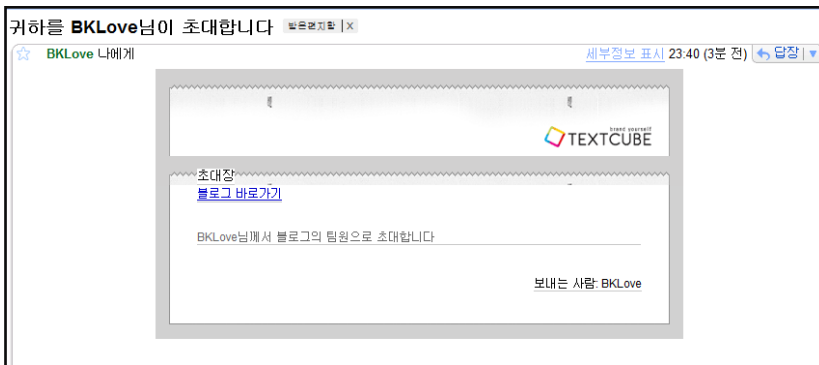 귀하를 BKLove님이 초대합니다 받은편지함 X
BKLove 나에게 세부정보 표시 23:40 (3분 전) 답장
brand yourself
TEXTCUBE
초대장
블로그 바로가기
BKLove님께서 블로그의 팀원으로 초대합니다
보내는 사람: BKLove